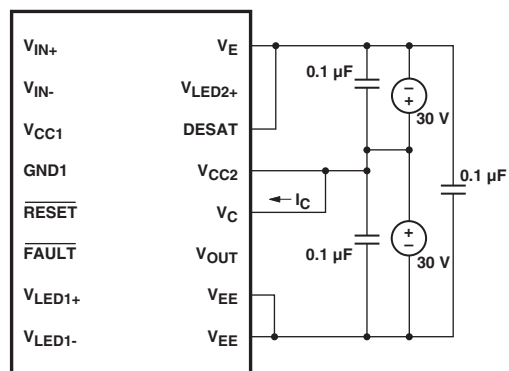 VIN+
VIN-
VCC1
GND1
RESET
FAULT
VLED1+
VLED1-
VE
VLED2+
DESAT
VCC2
VC
VOUT
VEE
VEE
IC
0.1 µF
30 V
0.1 µF
0.1 µF
30 V